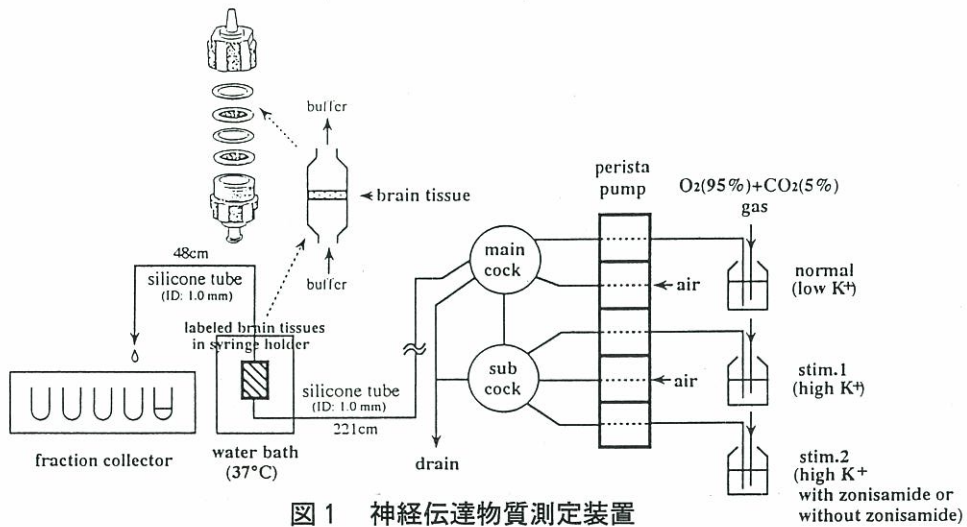 buffer
brain tissue
buffer
perista
pump
O2(95%)+CO2(5%)
gas
main
cock
air
normal
(low K+)
48cm
silicone tube
(ID: 1.0 mm)
labeled brain tissues
in syringe holder
sub
cock
air
stim.1
(high K+)
silicone tube
(ID: 1.0 mm)
221cm
fraction collector
water bath
(37°C)
drain
stim.2
(high K+
with zonisamide or
without zonisamide)
図1 神経伝達物質測定装置